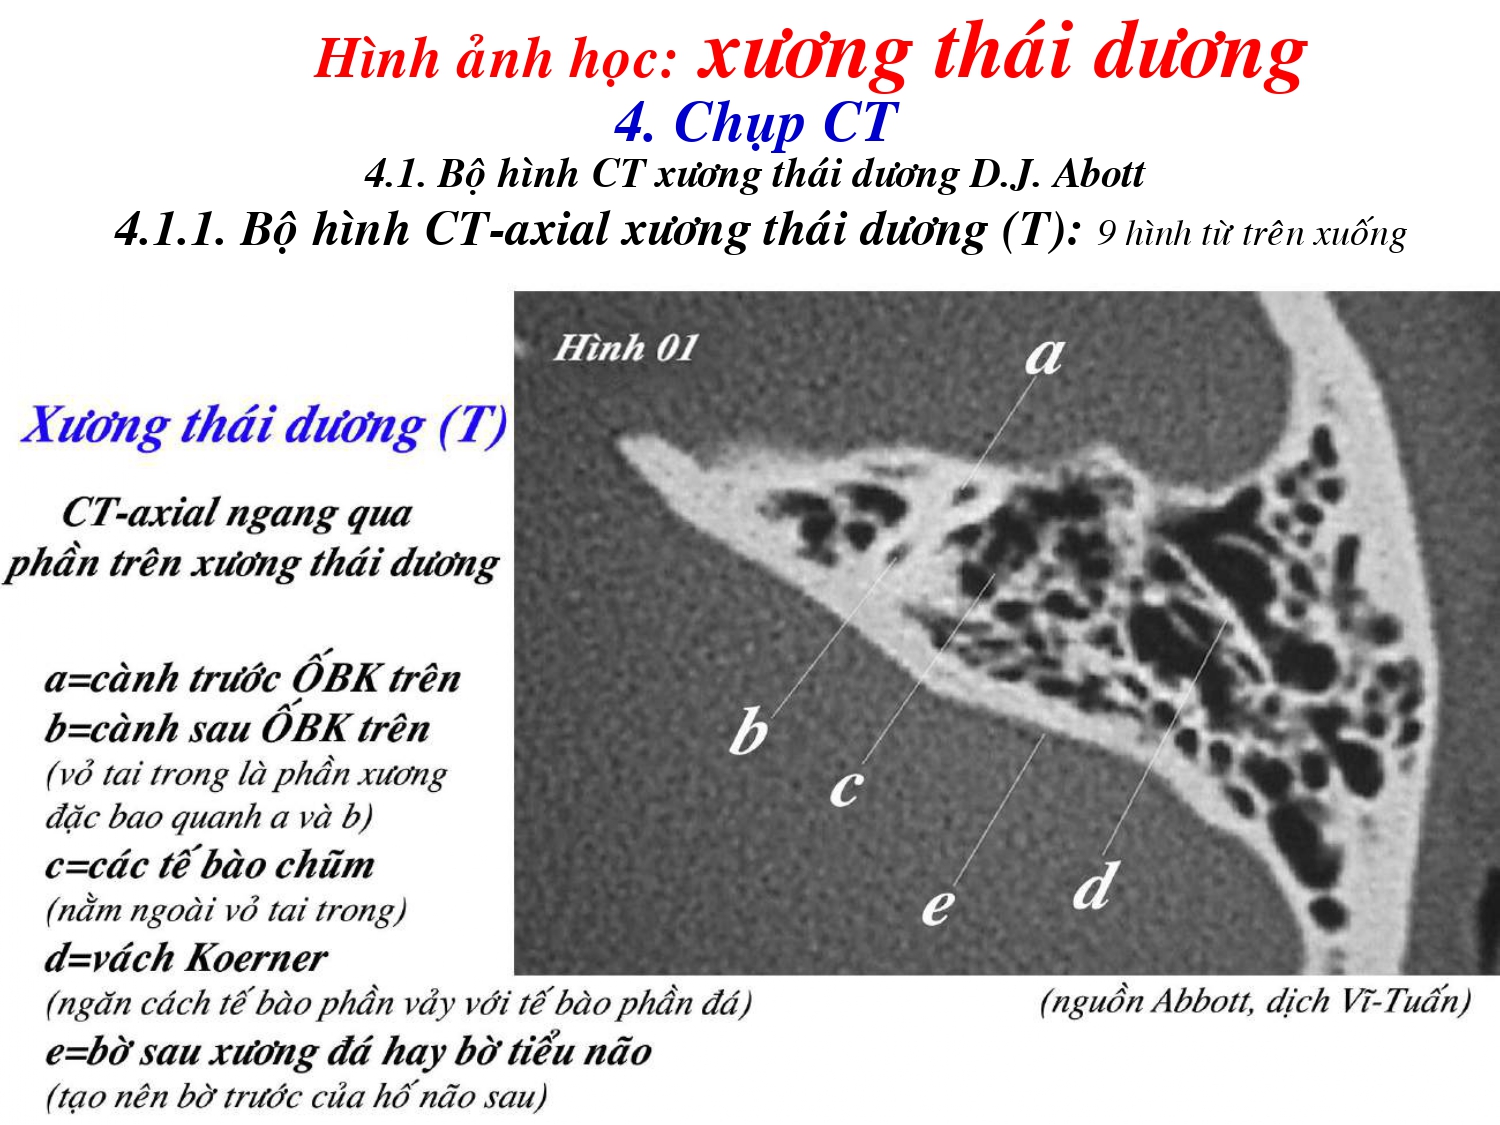 Hình ảnh học: xương thái dương
4. Chụp CT
4.1. Bộ hình CT xương thái dương D.J. Abott
4.1.1. Bộ hình CT-axial xương thái dương (T): 9 hình từ trên xuống
Hình 01
a
Xương thái dương (T)
CT-axial ngang qua
phần trên xương thái dương
a=cành trước ỐBK trên
b=cành sau ỐBK trên
(vỏ tai trong là phần xương
đặc bao quanh a và b)
c=các tế bào chũm
(nằm ngoài vỏ tai trong)
d=vách Koerner
(ngăn cách tế bào phần vảy với tế bào phần đá)
e=bờ sau xương đá hay bờ tiểu não
(tạo nên bờ trước của hố não sau)
b
c
d
e
(nguồn Abbott, dịch Vĩ-Tuấn)